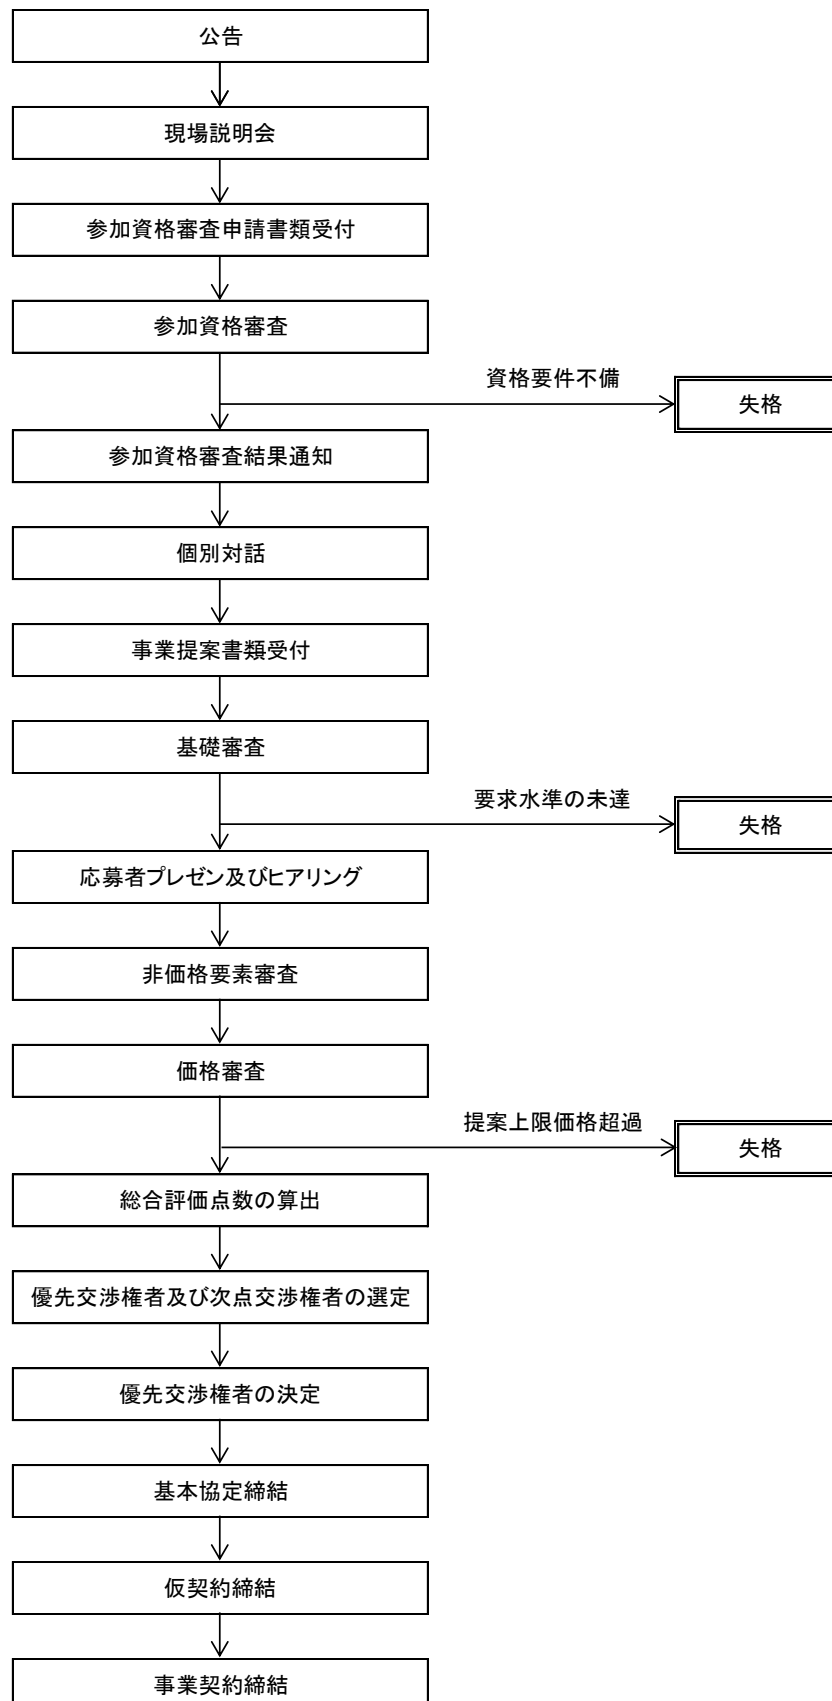 公告
現場説明会
参加資格審査申請書類受付
参加資格審査
資格要件不備
失格
参加資格審査結果通知
個別対話
事業提案書類受付
基礎審査
要求水準の未達
失格
応募者プレゼン及びヒアリング
非価格要素審査
価格審査
提案上限価格超過
失格
総合評価点数の算出
優先交渉権者及び次点交渉権者の選定
優先交渉権者の決定
基本協定締結
仮契約締結
事業契約締結